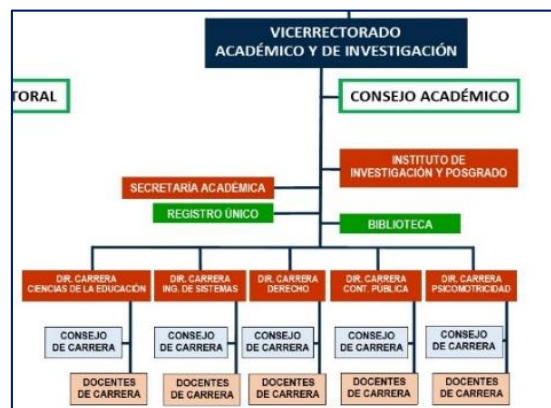 VICERRECTORADO
ACADÉMICO Y DE INVESTIGACIÓN
TORAL
CONSEJO ACADÉMICO
INSTITUTO DE
INVESTIGACIÓN Y POSGRADO
SECRETARÍA ACADÉMICA
REGISTRO ÚNICO
BIBLIOTECA
DIR. CARRERA
CIENCIAS DE LA EDUCACIÓN
DIR. CARRERA
ING. DE SISTEMAS
DIR. CARRERA
DERECHO
DIR. CARRERA
CONT. PÚBLICA
DIR. CARRERA
PSICOMOTRICIDAD
CONSEJO
DE CARRERA
CONSEJO
DE CARRERA
CONSEJO
DE CARRERA
CONSEJO
DE CARRERA
CONSEJO
DE CARRERA
DOCENTES
DE CARRERA
DOCENTES
DE CARRERA
DOCENTES
DE CARRERA
DOCENTES
DE CARRERA
DOCENTES
DE CARRERA